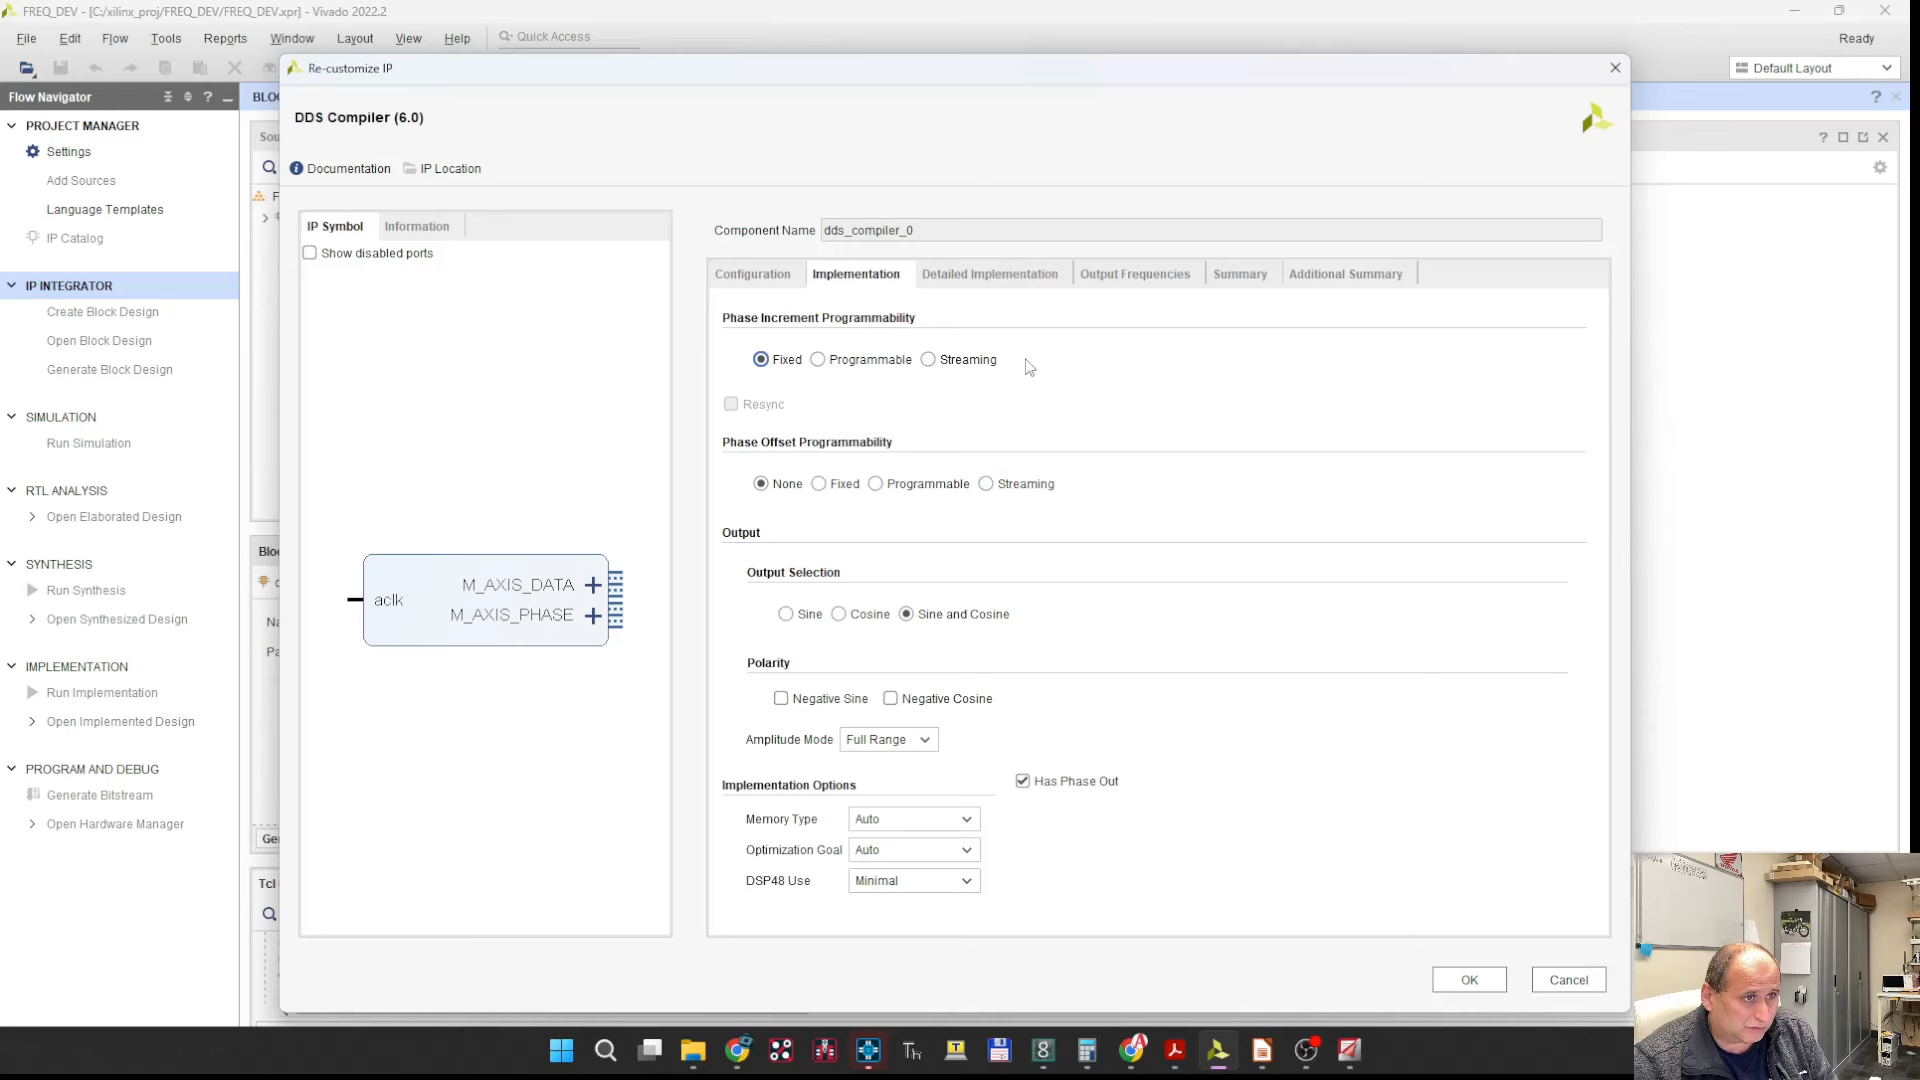 FREQ_DEV - [C:/xilinx_proj/FREQ_DEV/FREQ_DEV.xpr] - Vivado 2022.2
File Edit Flow Tools Reports Window Layout View Help Quick Access Ready
Re-customize IP
Default Layout
Flow Navigator
BLO
PROJECT MANAGER
Settings
Add Sources
Language Templates
IP Catalog
IP INTEGRATOR
Create Block Design
Open Block Design
Generate Block Design
SIMULATION
Run Simulation
RTL ANALYSIS
Open Elaborated Design
SYNTHESIS
Run Synthesis
Open Synthesized Design
IMPLEMENTATION
Run Implementation
Open Implemented Design
PROGRAM AND DEBUG
Generate Bitstream
Open Hardware Manager
Sou
F
Blo
Na
Pa
Ge
Tcl
DDS Compiler (6.0)
Documentation IP Location
IP Symbol Information
Show disabled ports
aclk
M_AXIS_DATA
M_AXIS_PHASE
Component Name dds_compiler_0
Configuration Implementation Detailed Implementation Output Frequencies Summary Additional Summary
Phase Increment Programmability
Fixed Programmable Streaming
Resync
Phase Offset Programmability
None Fixed Programmable Streaming
Output
Output Selection
Sine Cosine Sine and Cosine
Polarity
Negative Sine Negative Cosine
Amplitude Mode Full Range
Implementation Options
Has Phase Out
Memory Type Auto
Optimization Goal Auto
DSP48 Use Minimal
OK Cancel